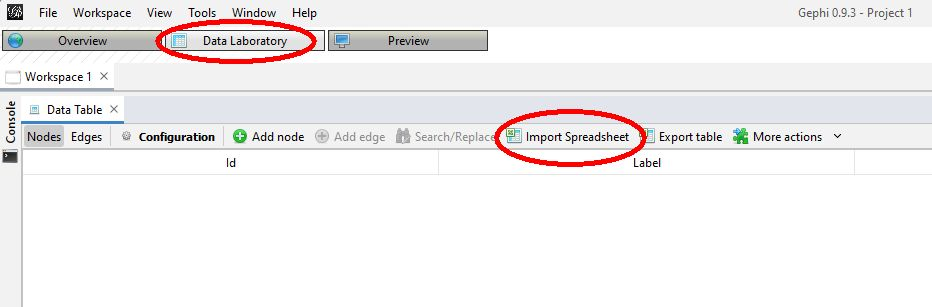 File Workspace View Tools Window Help Gephi 0.9.3 - Project 1
Overview Data Laboratory Preview
Workspace 1
Console
Data Table
Nodes Edges Configuration Add node Add edge Search/Replace Import Spreadsheet Export table More actions
Id Label